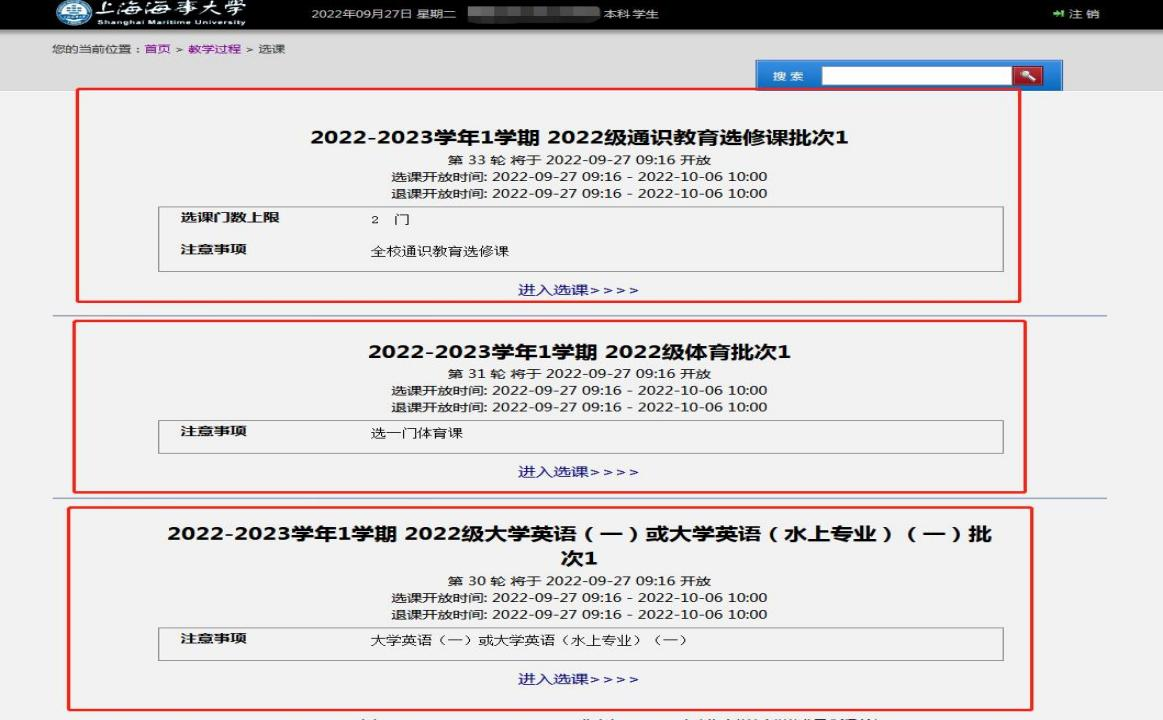 上海海事大学
Shanghai Maritime University
2022年09月27日 星期二 本科学生 注 销
您的当前位置：首页 > 教学过程 > 选课
搜 索
2022-2023学年1学期 2022级通识教育选修课批次1
第 33 轮 将于 2022-09-27 09:16 开放
选课开放时间: 2022-09-27 09:16 - 2022-10-06 10:00
退课开放时间: 2022-09-27 09:16 - 2022-10-06 10:00
选课门数上限 2 门
注意事项 全校通识教育选修课
进入选课>>>>
2022-2023学年1学期 2022级体育批次1
第 31 轮 将于 2022-09-27 09:16 开放
选课开放时间: 2022-09-27 09:16 - 2022-10-06 10:00
退课开放时间: 2022-09-27 09:16 - 2022-10-06 10:00
注意事项 选一门体育课
进入选课>>>>
2022-2023学年1学期 2022级大学英语（一）或大学英语（水上专业）（一）批
次1
第 30 轮 将于 2022-09-27 09:16 开放
选课开放时间: 2022-09-27 09:16 - 2022-10-06 10:00
退课开放时间: 2022-09-27 09:16 - 2022-10-06 10:00
注意事项 大学英语（一）或大学英语（水上专业）（一）
进入选课>>>>